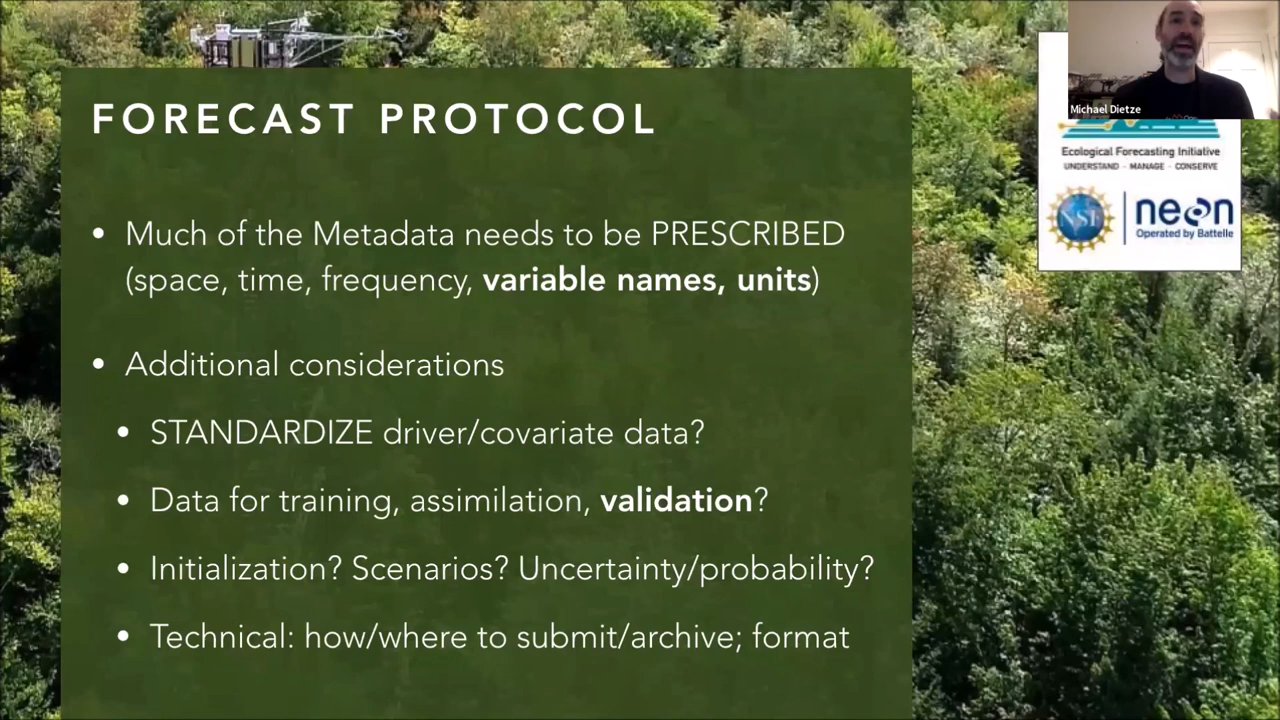 FORECAST PROTOCOL
• Much of the Metadata needs to be PRESCRIBED
(space, time, frequency, variable names, units)
• Additional considerations
• STANDARDIZE driver/covariate data?
• Data for training, assimilation, validation?
• Initialization? Scenarios? Uncertainty/probability?
• Technical: how/where to submit/archive; format
Michael Dietze
Ecological Forecasting Initiative
UNDERSTAND · MANAGE · CONSERVE
NSF
neon
Operated by Battelle